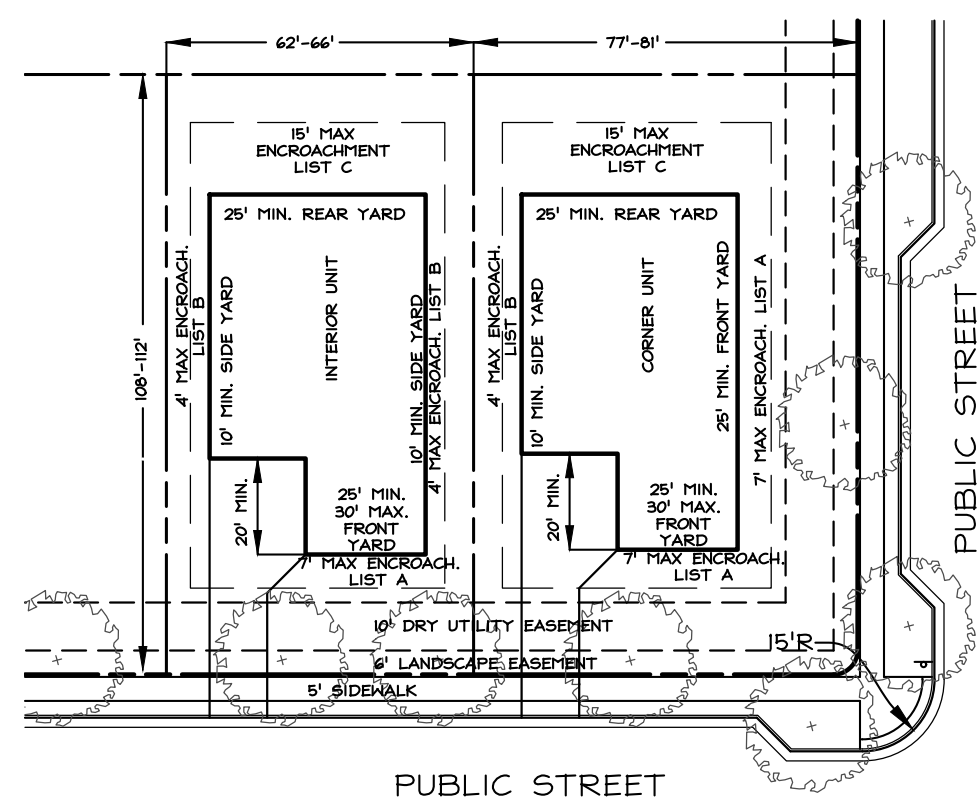 62'-66'
77'-81'
15' MAX
ENCROACHMENT
LIST C
15' MAX
ENCROACHMENT
LIST C
25' MIN. REAR YARD
25' MIN. REAR YARD
108'-112'
4' MAX ENCROACH.
LIST B
10' MIN. SIDE YARD
INTERIOR UNIT
10' MIN. SIDE YARD
4' MAX ENCROACH. LIST B
4' MAX ENCROACH.
LIST B
10' MIN. SIDE YARD
CORNER UNIT
25' MIN. FRONT YARD
7' MAX ENCROACH. LIST A
PUBLIC STREET
20' MIN.
25' MIN.
30' MAX.
FRONT
YARD
7' MAX ENCROACH.
LIST A
20' MIN.
25' MIN.
30' MAX.
FRONT
YARD
7' MAX ENCROACH.
LIST A
10' DRY UTILITY EASEMENT
15'R
6' LANDSCAPE EASEMENT
5' SIDEWALK
PUBLIC STREET